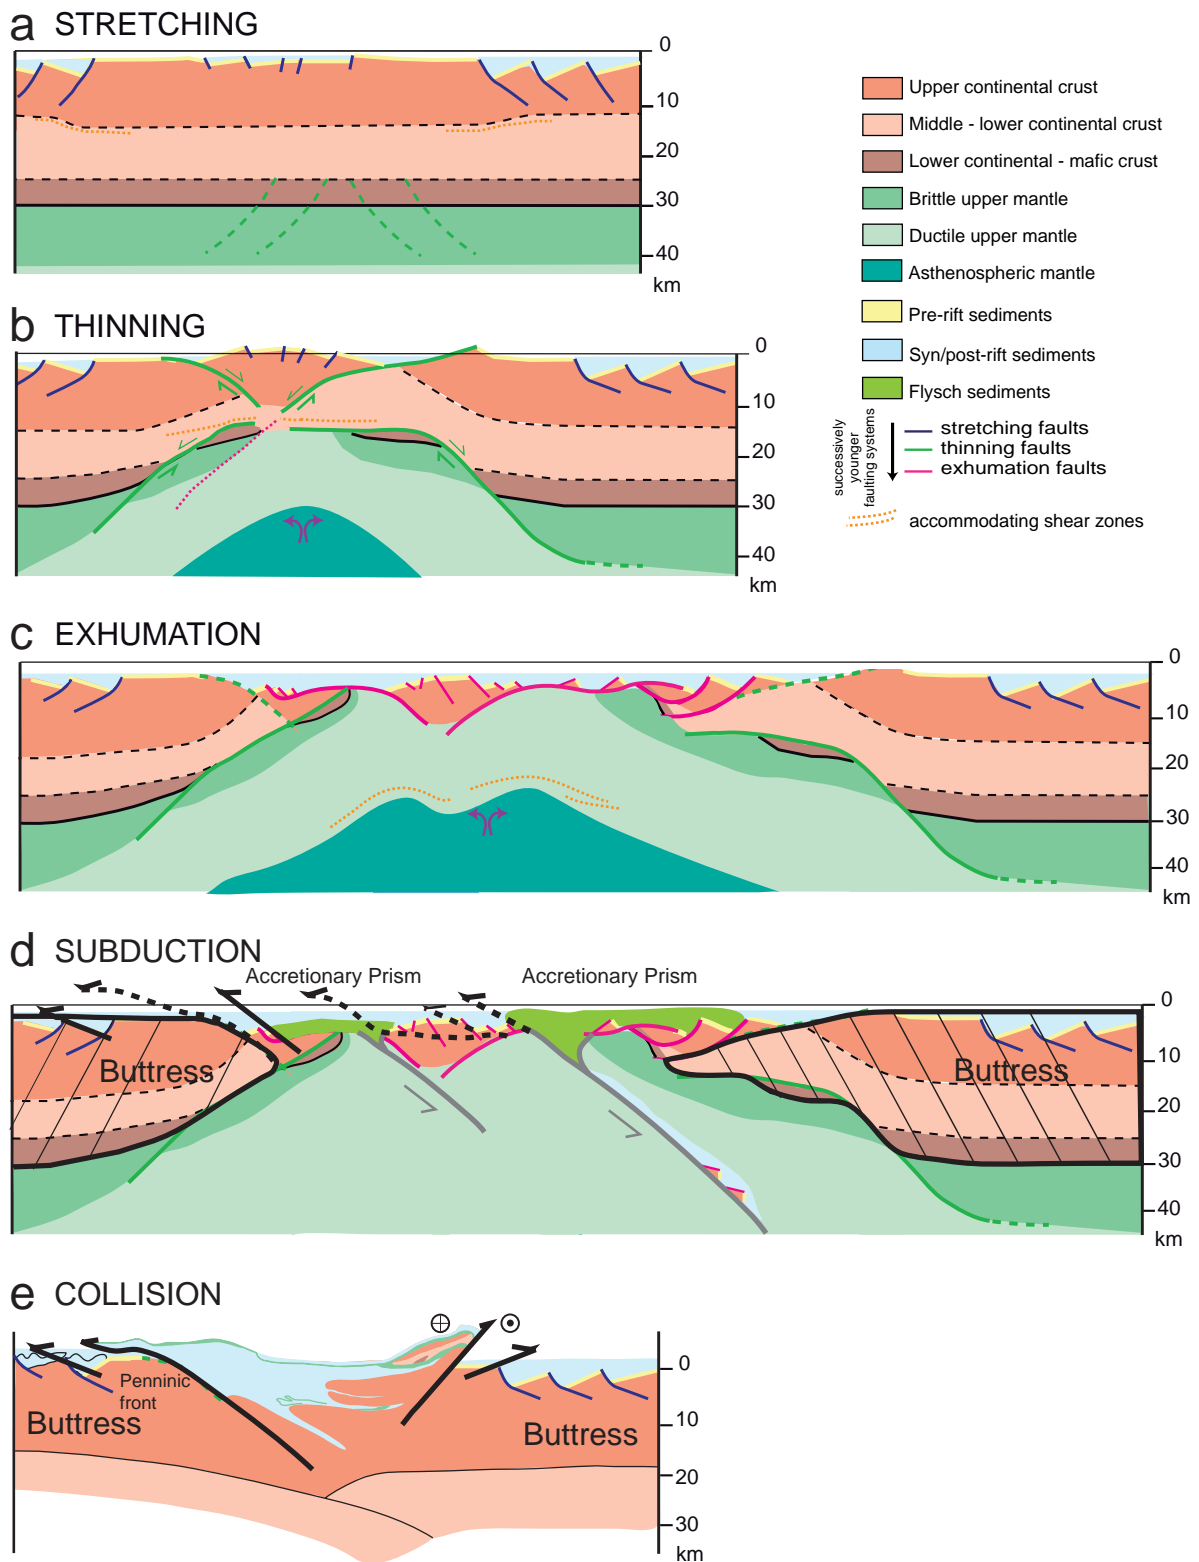 a STRETCHING
0
10
20
30
40
km
Upper continental crust
Middle - lower continental crust
Lower continental - mafic crust
Brittle upper mantle
Ductile upper mantle
Asthenospheric mantle
Pre-rift sediments
Syn/post-rift sediments
Flysch sediments
successively
younger
faulting systems
stretching faults
thinning faults
exhumation faults
accommodating shear zones
b THINNING
0
10
20
30
40
km
c EXHUMATION
0
10
20
30
40
km
d SUBDUCTION
Accretionary Prism
Accretionary Prism
Buttress
Buttress
0
10
20
30
40
km
e COLLISION
Penninic
front
Buttress
Buttress
0
10
20
30
km